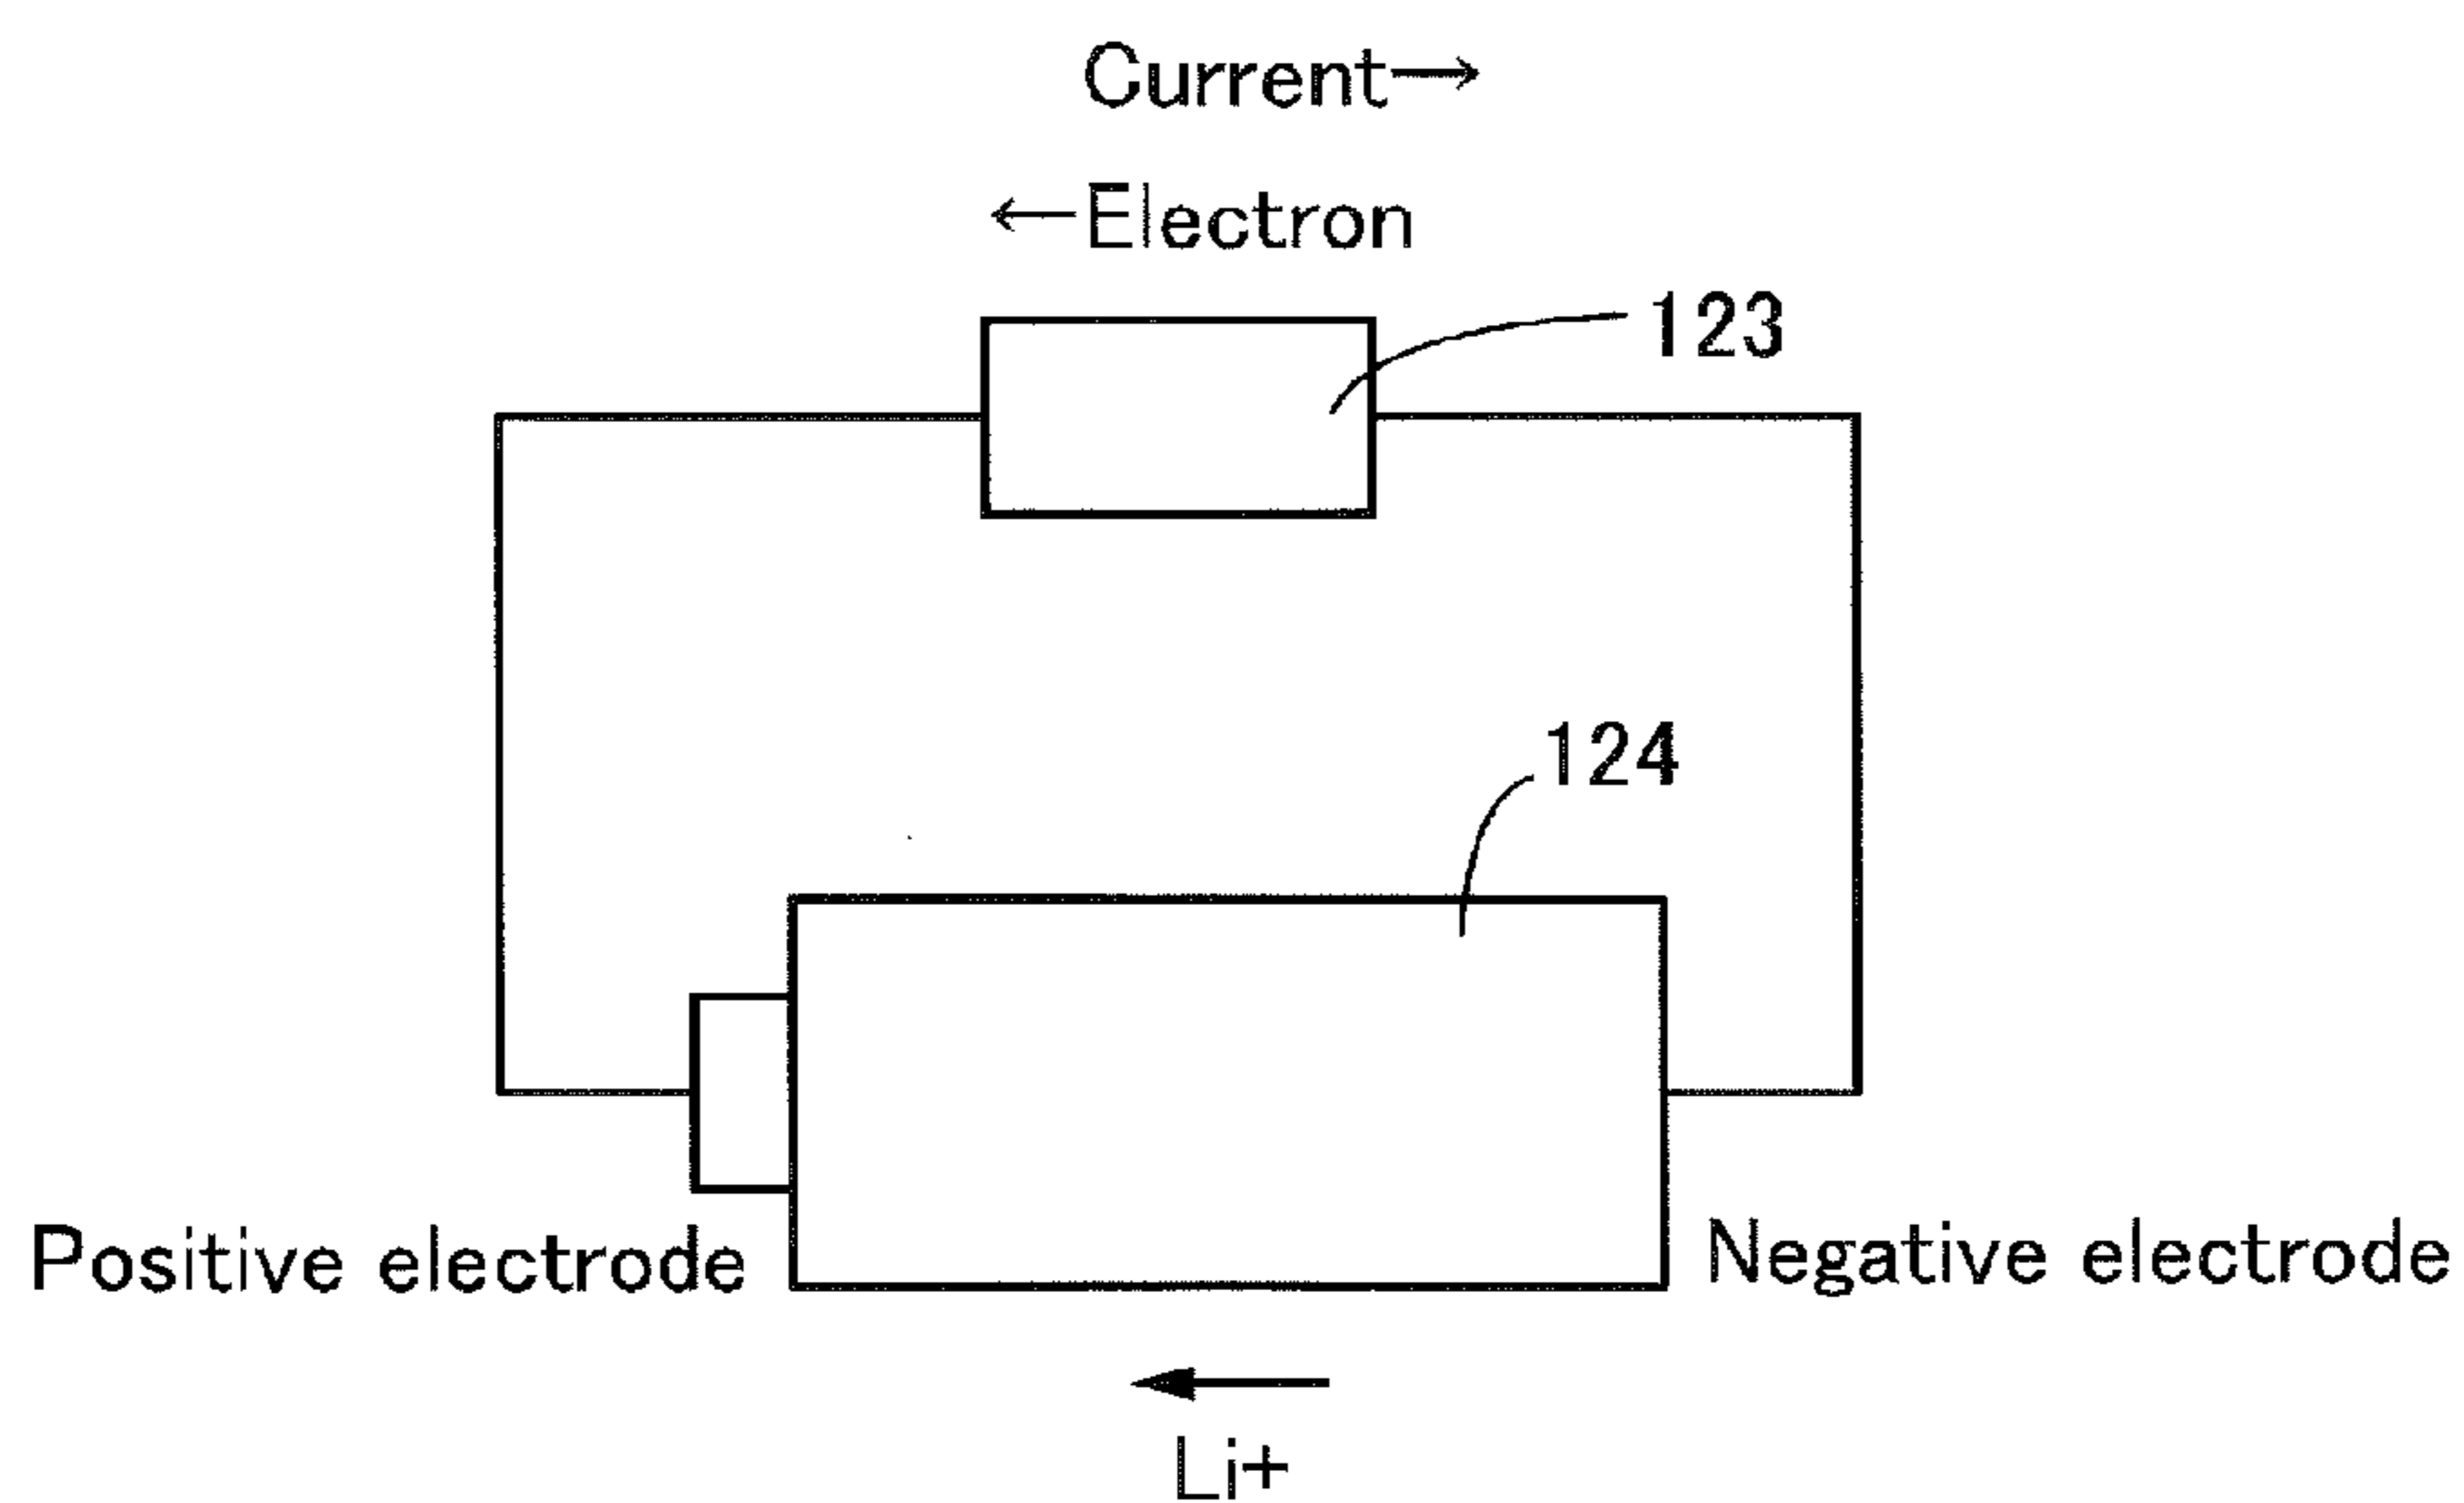 Current→
←Electron
123
124
Positive electrode
Negative electrode
Li+